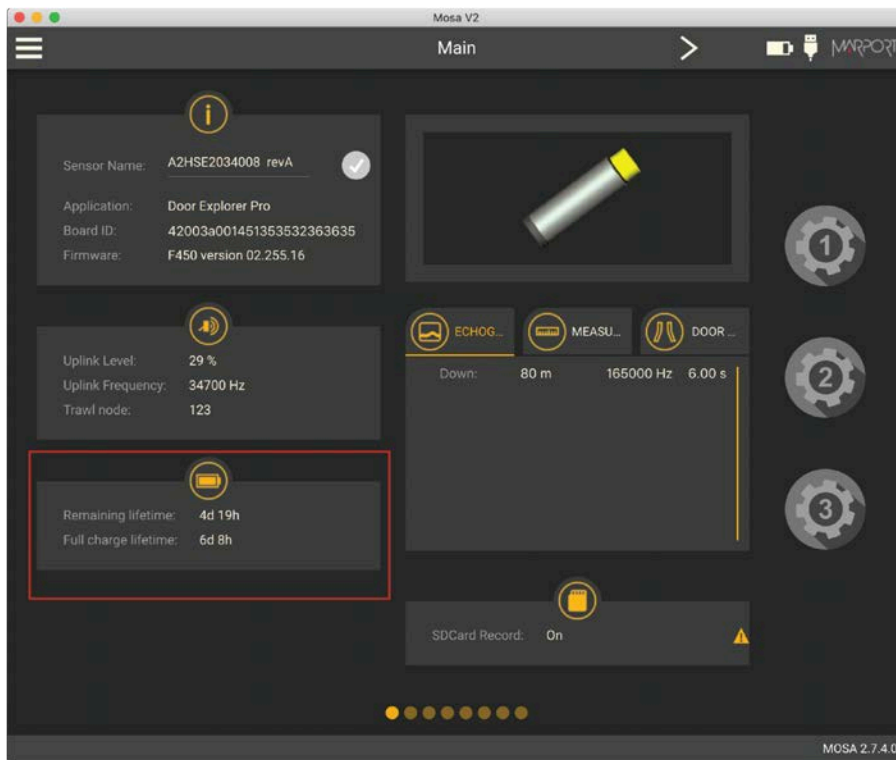 Mosa V2
Main
MARPORT
Sensor Name: A2HSE2034008 revA
Application: Door Explorer Pro
Board ID: 42003a001451353532363635
Firmware: F450 version 02.255.16
Uplink Level: 29 %
Uplink Frequency: 34700 Hz
Trawl node: 123
Remaining lifetime: 4d 19h
Full charge lifetime: 6d 8h
ECHOG... MEASU... DOOR ...
Down: 80 m 165000 Hz 6.00 s
SDCard Record: On
1
2
3
MOSA 2.7.4.0